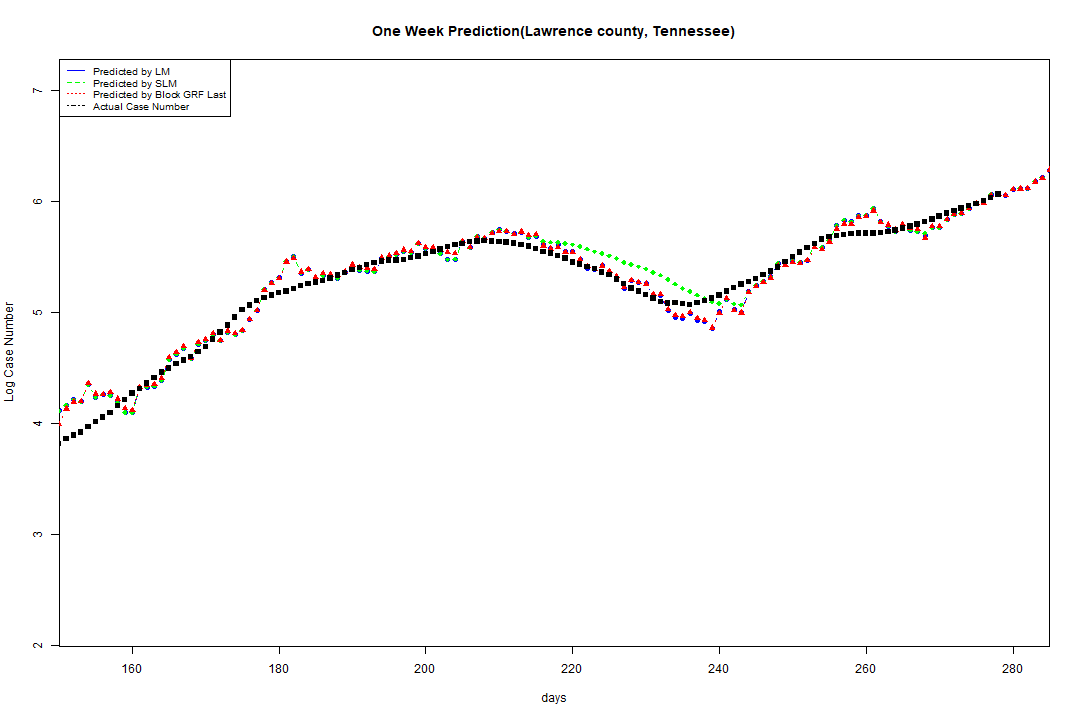 One Week Prediction(Lawrence county, Tennessee)
Predicted by LM
Predicted by SLM
Predicted by Block GRF Last
Actual Case Number
7
6
5
4
3
2
Log Case Number
160 180 200 220 240 260 280
days